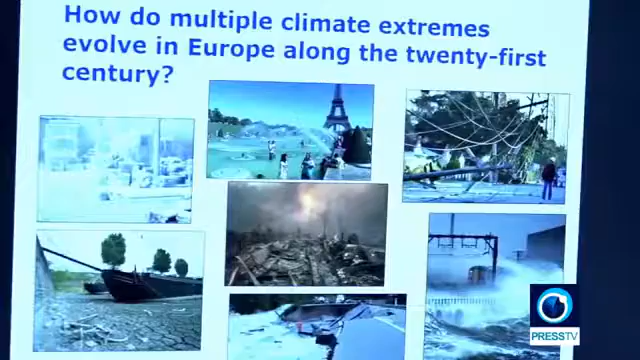 How do multiple climate extremes
evolve in Europe along the twenty-first
century?
PRESSTV